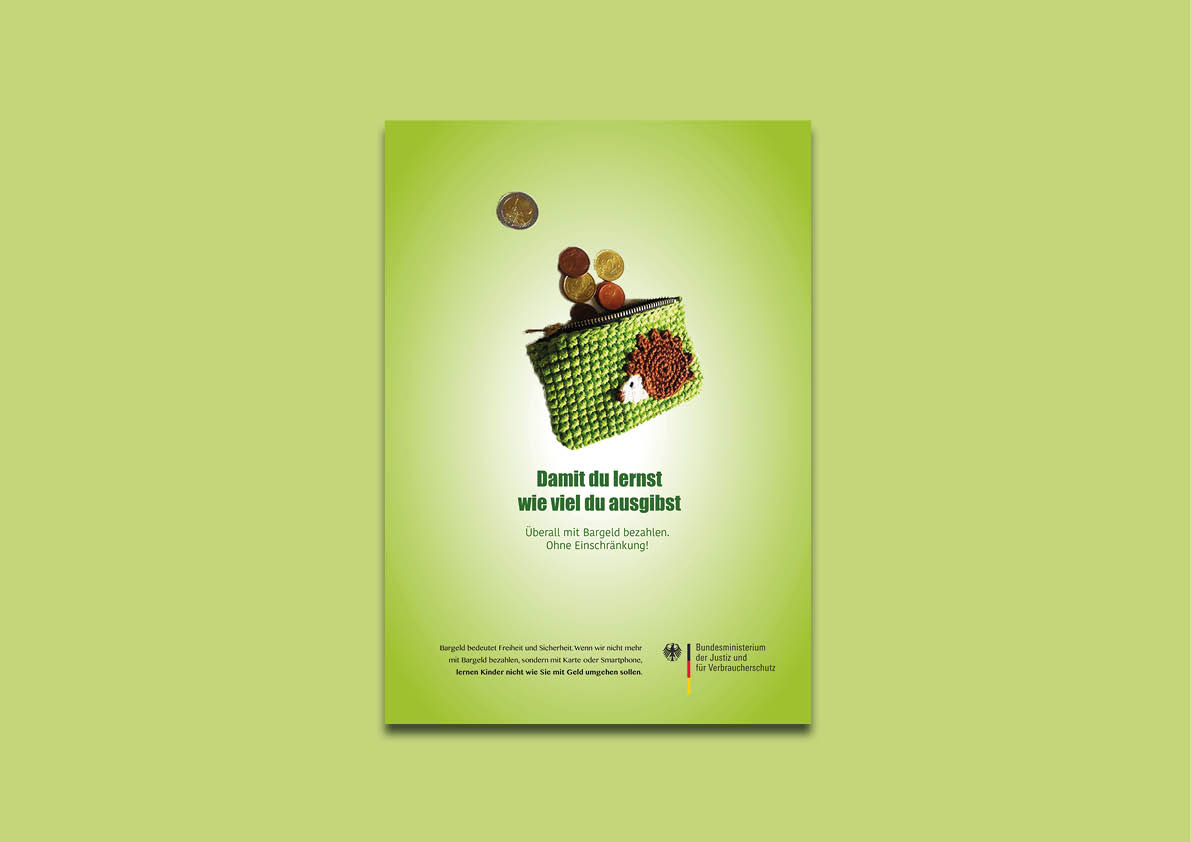 Damit du lernst
wie viel du ausgibst
Überall mit Bargeld bezahlen.
Ohne Einschränkung!
Bargeld bedeutet Freiheit und Sicherheit. Wenn wir nicht mehr
mit Bargeld bezahlen, sondern mit Karte oder Smartphone,
lernen Kinder nicht wie Sie mit Geld umgehen sollen.
Bundesministerium
der Justiz und
für Verbraucherschutz